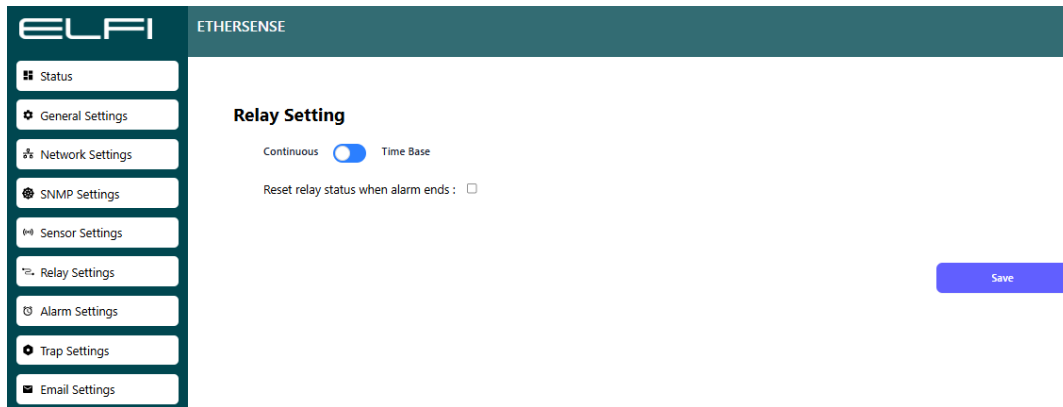 ELFI
ETHERSENSE
Status
General Settings
Network Settings
SNMP Settings
Sensor Settings
Relay Settings
Alarm Settings
Trap Settings
Email Settings
Relay Setting
Continuous Time Base
Reset relay status when alarm ends :
Save